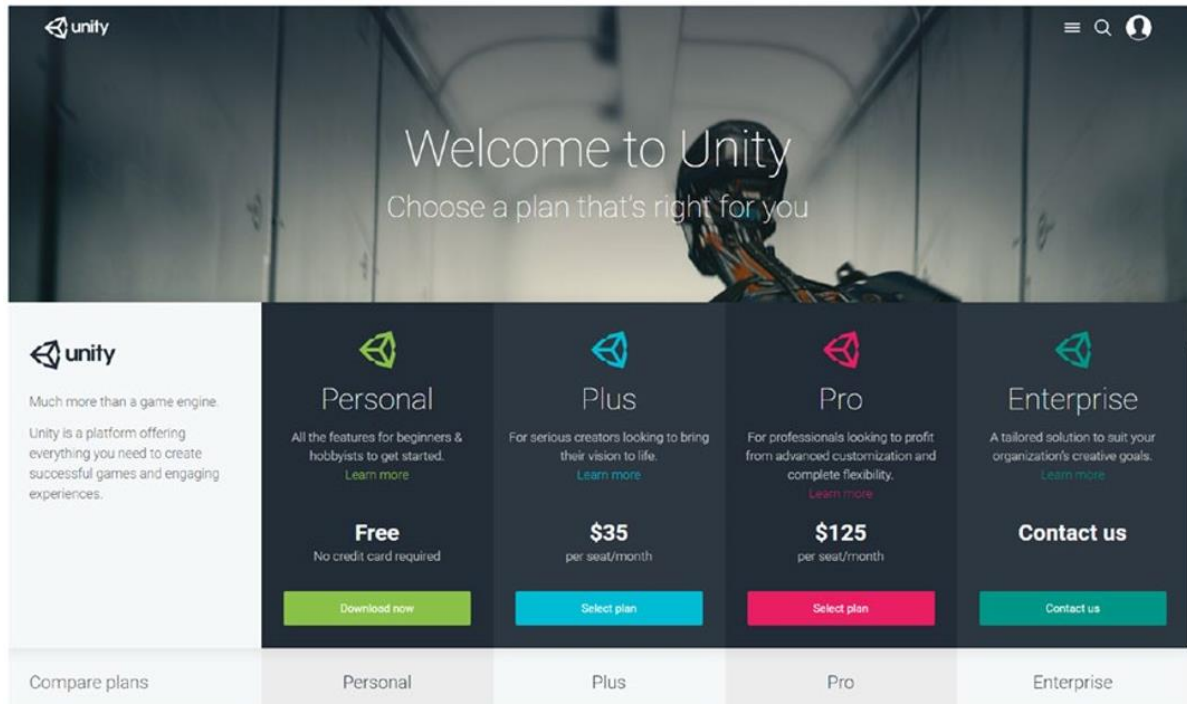 unity
Welcome to Unity
Choose a plan that's right for you
unity
Much more than a game engine.
Unity is a platform offering
everything you need to create
successful games and engaging
experiences.
Personal
All the features for beginners &
hobbyists to get started.
Learn more
Free
No credit card required
Download now
Plus
For serious creators looking to bring
their vision to life.
Learn more
$35
per seat/month
Select plan
Pro
For professionals looking to profit
from advanced customization and
complete flexibility.
Learn more
$125
per seat/month
Select plan
Enterprise
A tailored solution to suit your
organization's creative goals.
Learn more
Contact us
Contact us
Compare plans
Personal
Plus
Pro
Enterprise